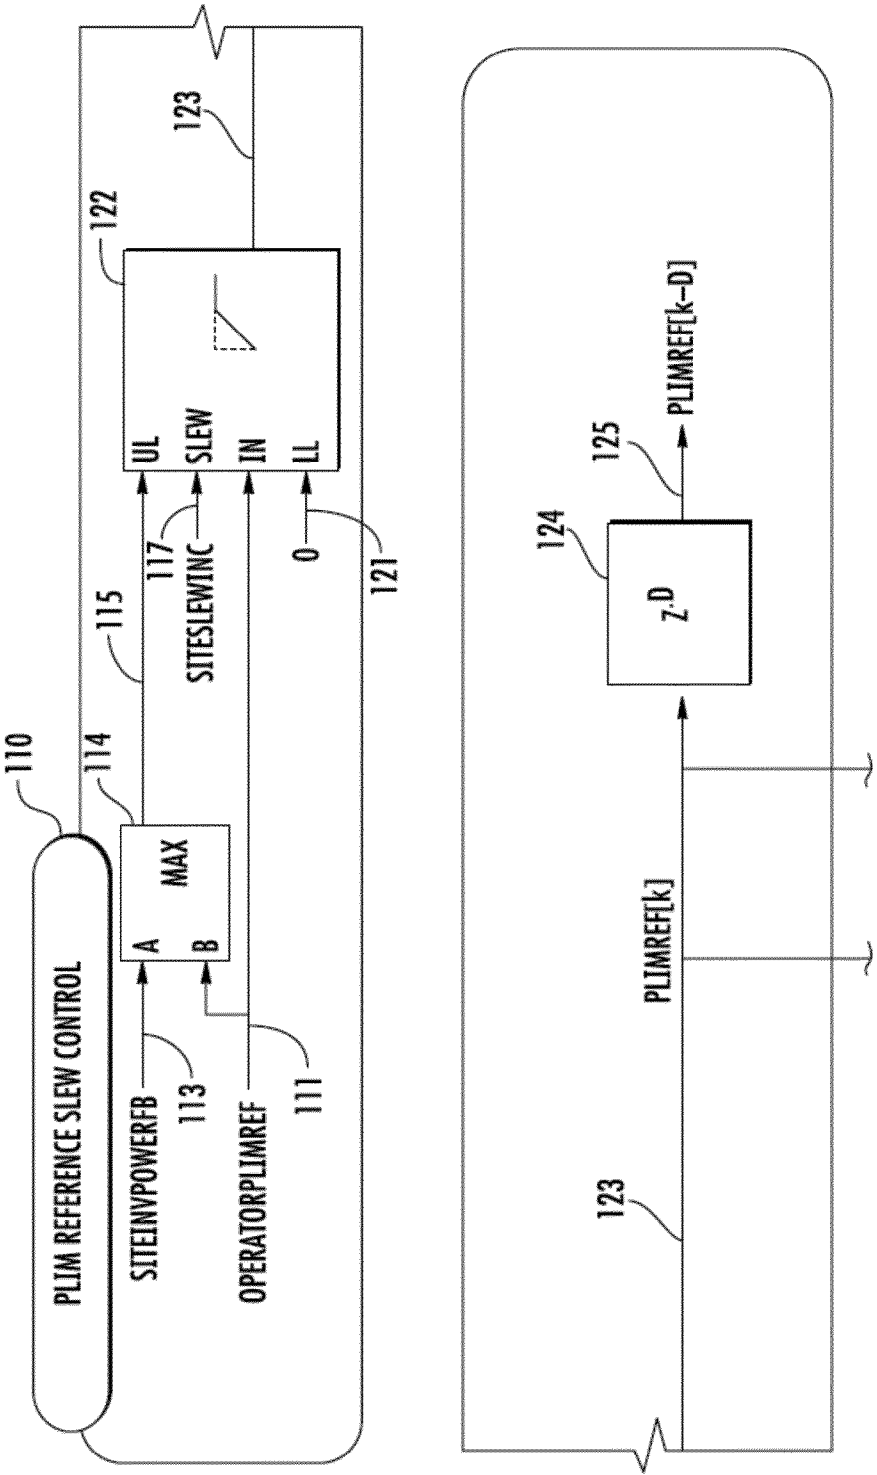 PLIM REFERENCE SLEW CONTROL
110
SITEINVPOWERFB
113
OPERATORPLIMREF
111
A
B
MAX
114
115
117
SITESLEWINC
0
121
UL
SLEW
IN
LL
122
123
123
PLIMREF[k]
Z-D
124
125
PLIMREF[k–D]